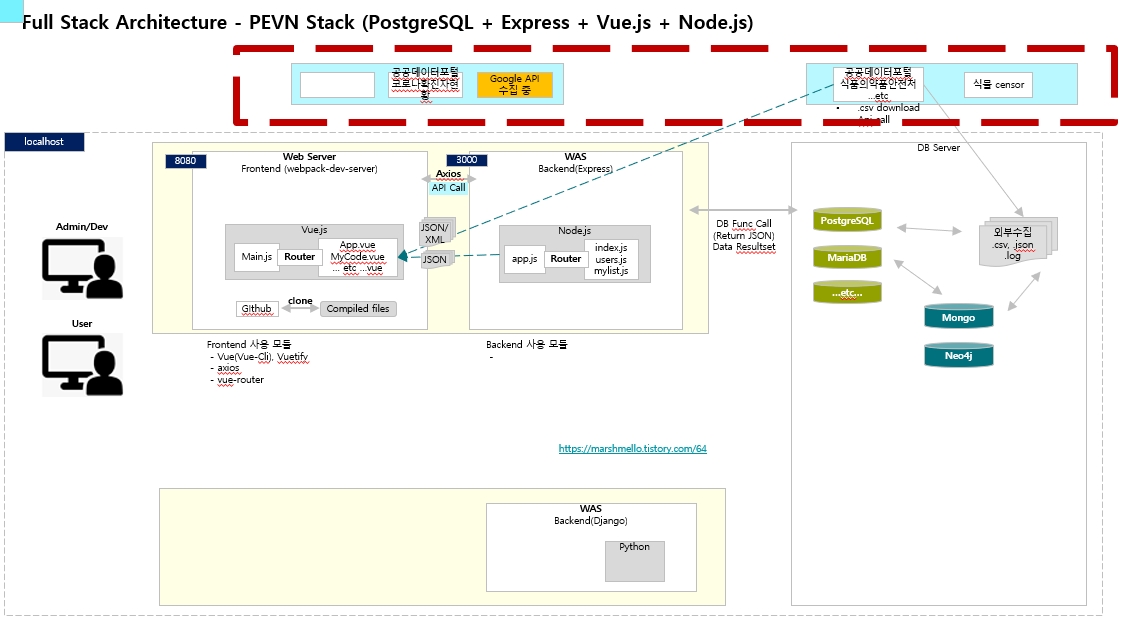 Full Stack Architecture - PEVN Stack (PostgreSQL + Express + Vue.js + Node.js)
공공데이터포털
코로나확진자현
황
Google API
수집 중
공공데이터포털
식품의약품안전처
...etc
• .csv download
Api call
식물 censor
localhost
8080
Web Server
Frontend (webpack-dev-server)
3000
Axios
API Call
WAS
Backend(Express)
DB Server
Admin/Dev
Vue.js
Main.js
Router
App.vue
MyCode.vue
... etc ...vue
JSON/
XML
JSON
Node.js
app.js
Router
index.js
users.js
mylist.js
DB Func Call
(Return JSON)
Data Resultset
PostgreSQL
MariaDB
...etc...
외부수집
.csv, .json
.log
Mongo
Neo4j
GIthub
clone
Compiled files
User
Frontend 사용 모듈
- Vue(Vue-Cli), Vuetify
- axios
- vue-router
Backend 사용 모듈
-
https://marshmello.tistory.com/64
WAS
Backend(Django)
Python